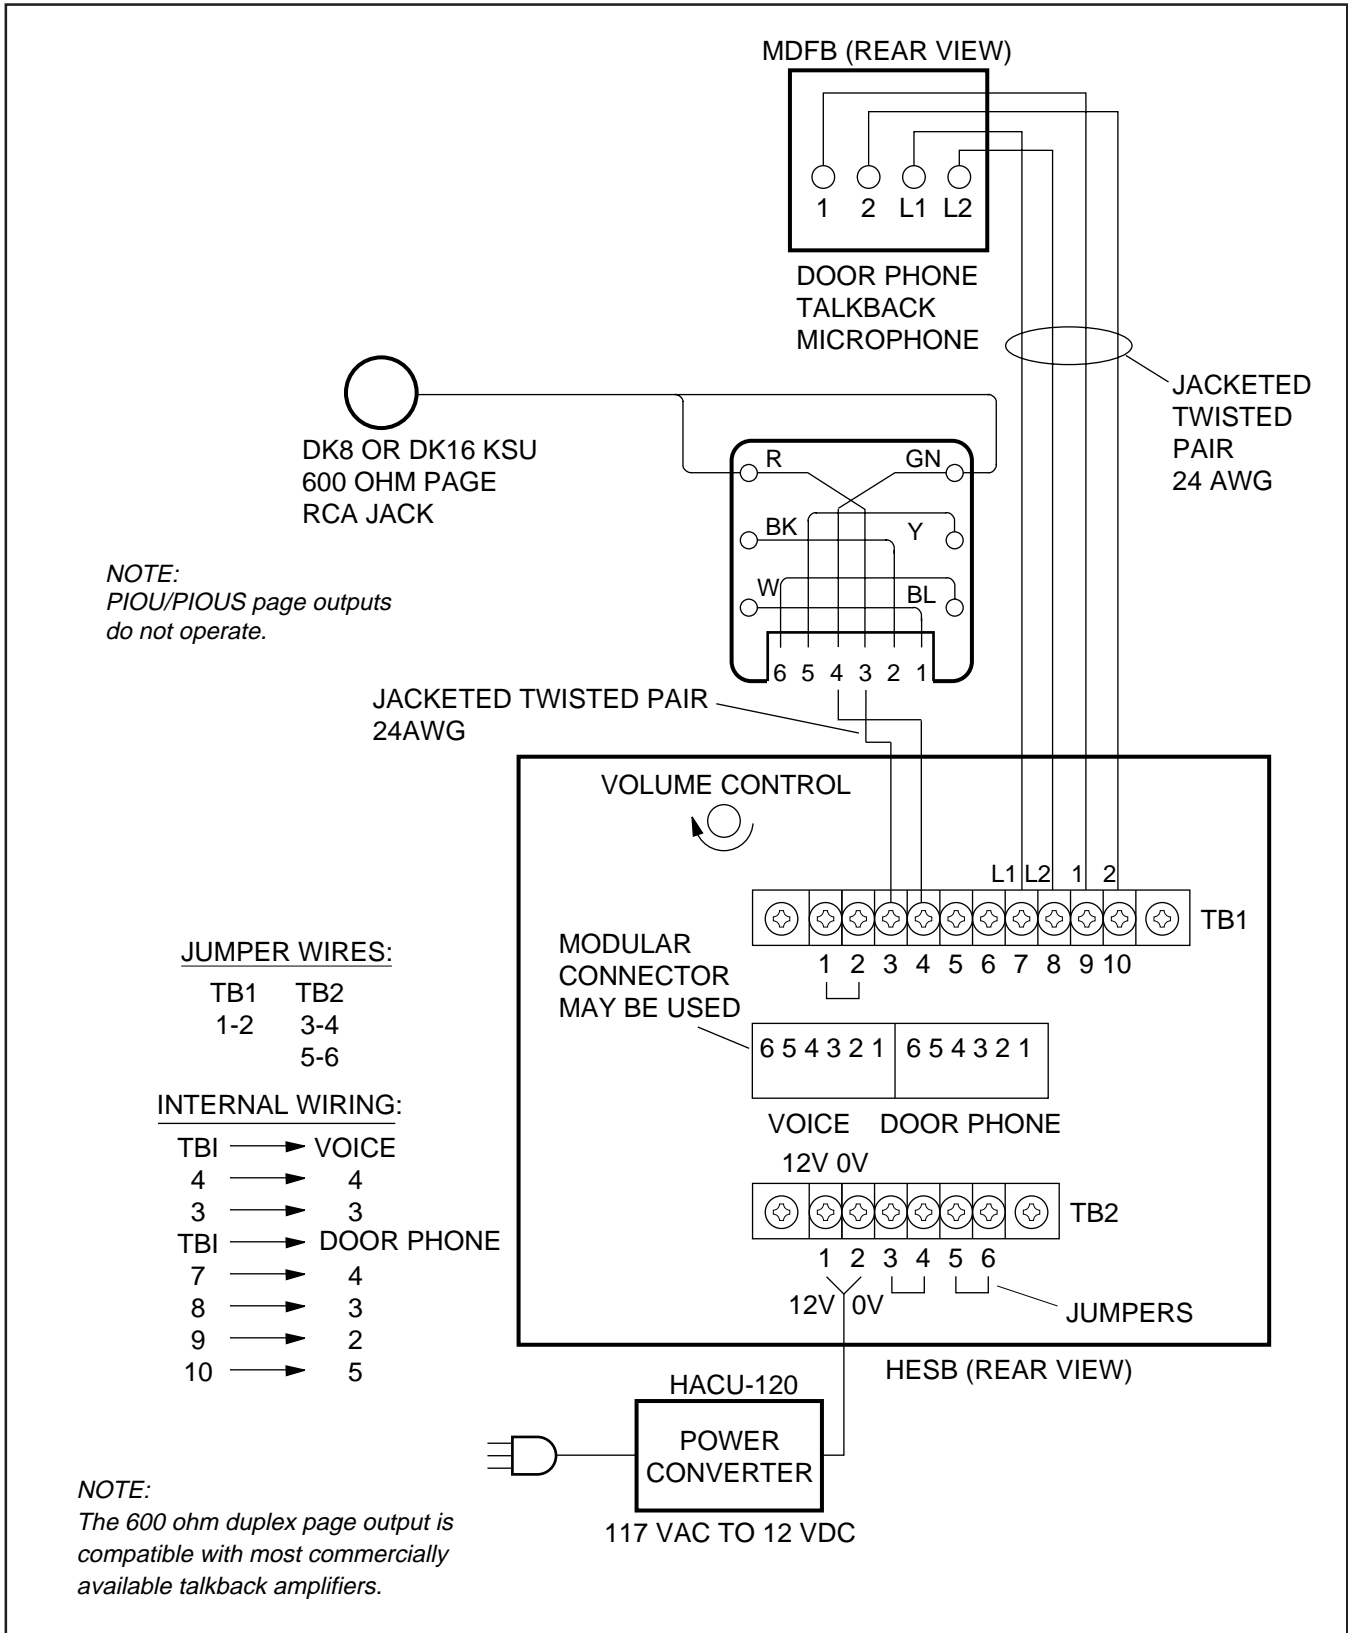 MDFB (REAR VIEW)
1 2 L1 L2
DOOR PHONE
TALKBACK
MICROPHONE
JACKETED
TWISTED
PAIR
24 AWG
DK8 OR DK16 KSU
600 OHM PAGE
RCA JACK
R GN
BK Y
W BL
6 5 4 3 2 1
NOTE:
PIOU/PIOUS page outputs
do not operate.
JACKETED TWISTED PAIR
24AWG
VOLUME CONTROL
L1 L2 1 2
TB1
1 2 3 4 5 6 7 8 9 10
MODULAR
CONNECTOR
MAY BE USED
6 5 4 3 2 1 6 5 4 3 2 1
VOICE DOOR PHONE
12V 0V
TB2
1 2 3 4 5 6
12V 0V
JUMPERS
HESB (REAR VIEW)
JUMPER WIRES:
TB1 TB2
1-2 3-4
5-6
INTERNAL WIRING:
TBI VOICE
4 4
3 3
TBI DOOR PHONE
7 4
8 3
9 2
10 5
HACU-120
POWER
CONVERTER
117 VAC TO 12 VDC
NOTE:
The 600 ohm duplex page output is
compatible with most commercially
available talkback amplifiers.